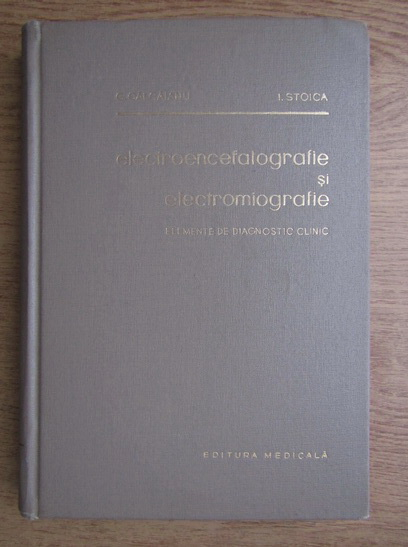 I. STOICA
electroencefalografie
și
electromiografie
ELEMENTE DE DIAGNOSTIC CLINIC
EDITURA MEDICALĂ